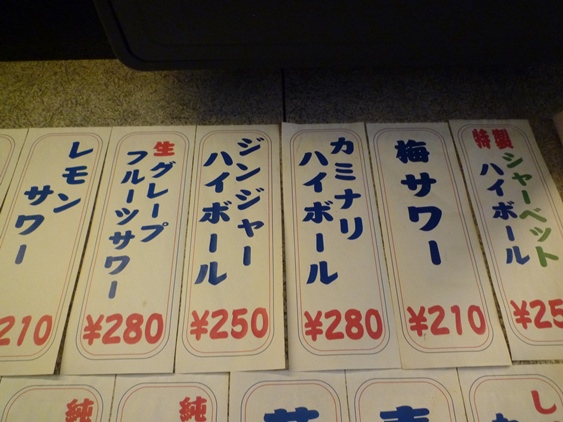 レモン
サワー
210
生グレープ
フルーツサワー
¥280
ジンジャー
ハイボール
¥250
カミナリ
ハイボール
¥280
梅サワー
¥210
特製
シャーベット
ハイボール
¥25
純
純
し